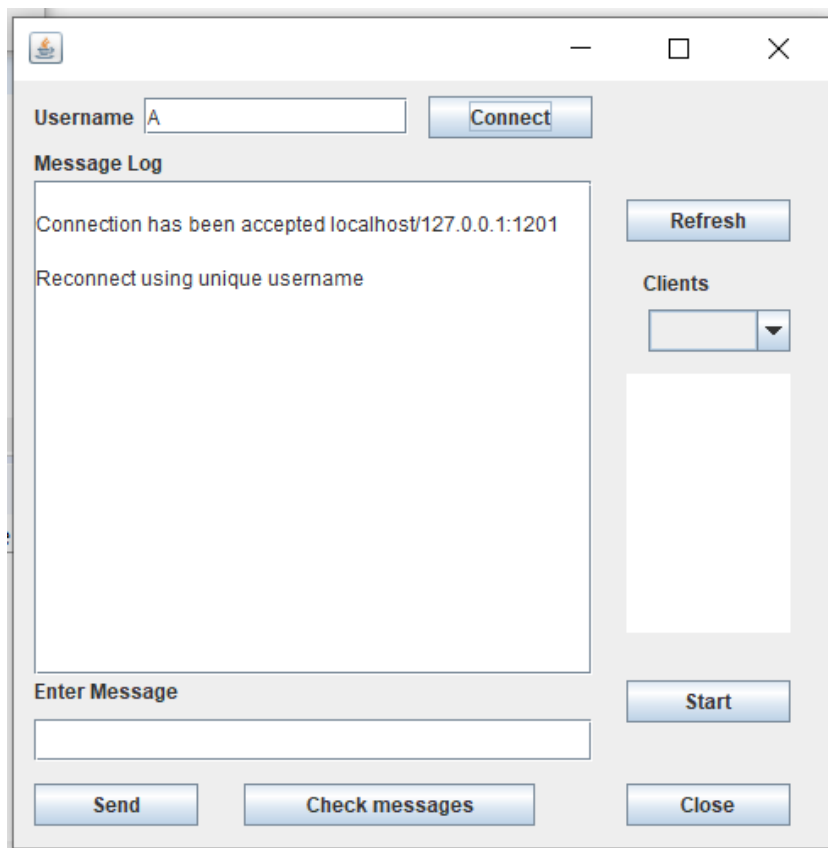 Username A Connect
Message Log
Connection has been accepted localhost/127.0.0.1:1201
Refresh
Reconnect using unique username
Clients
Enter Message
Start
Send Check messages Close